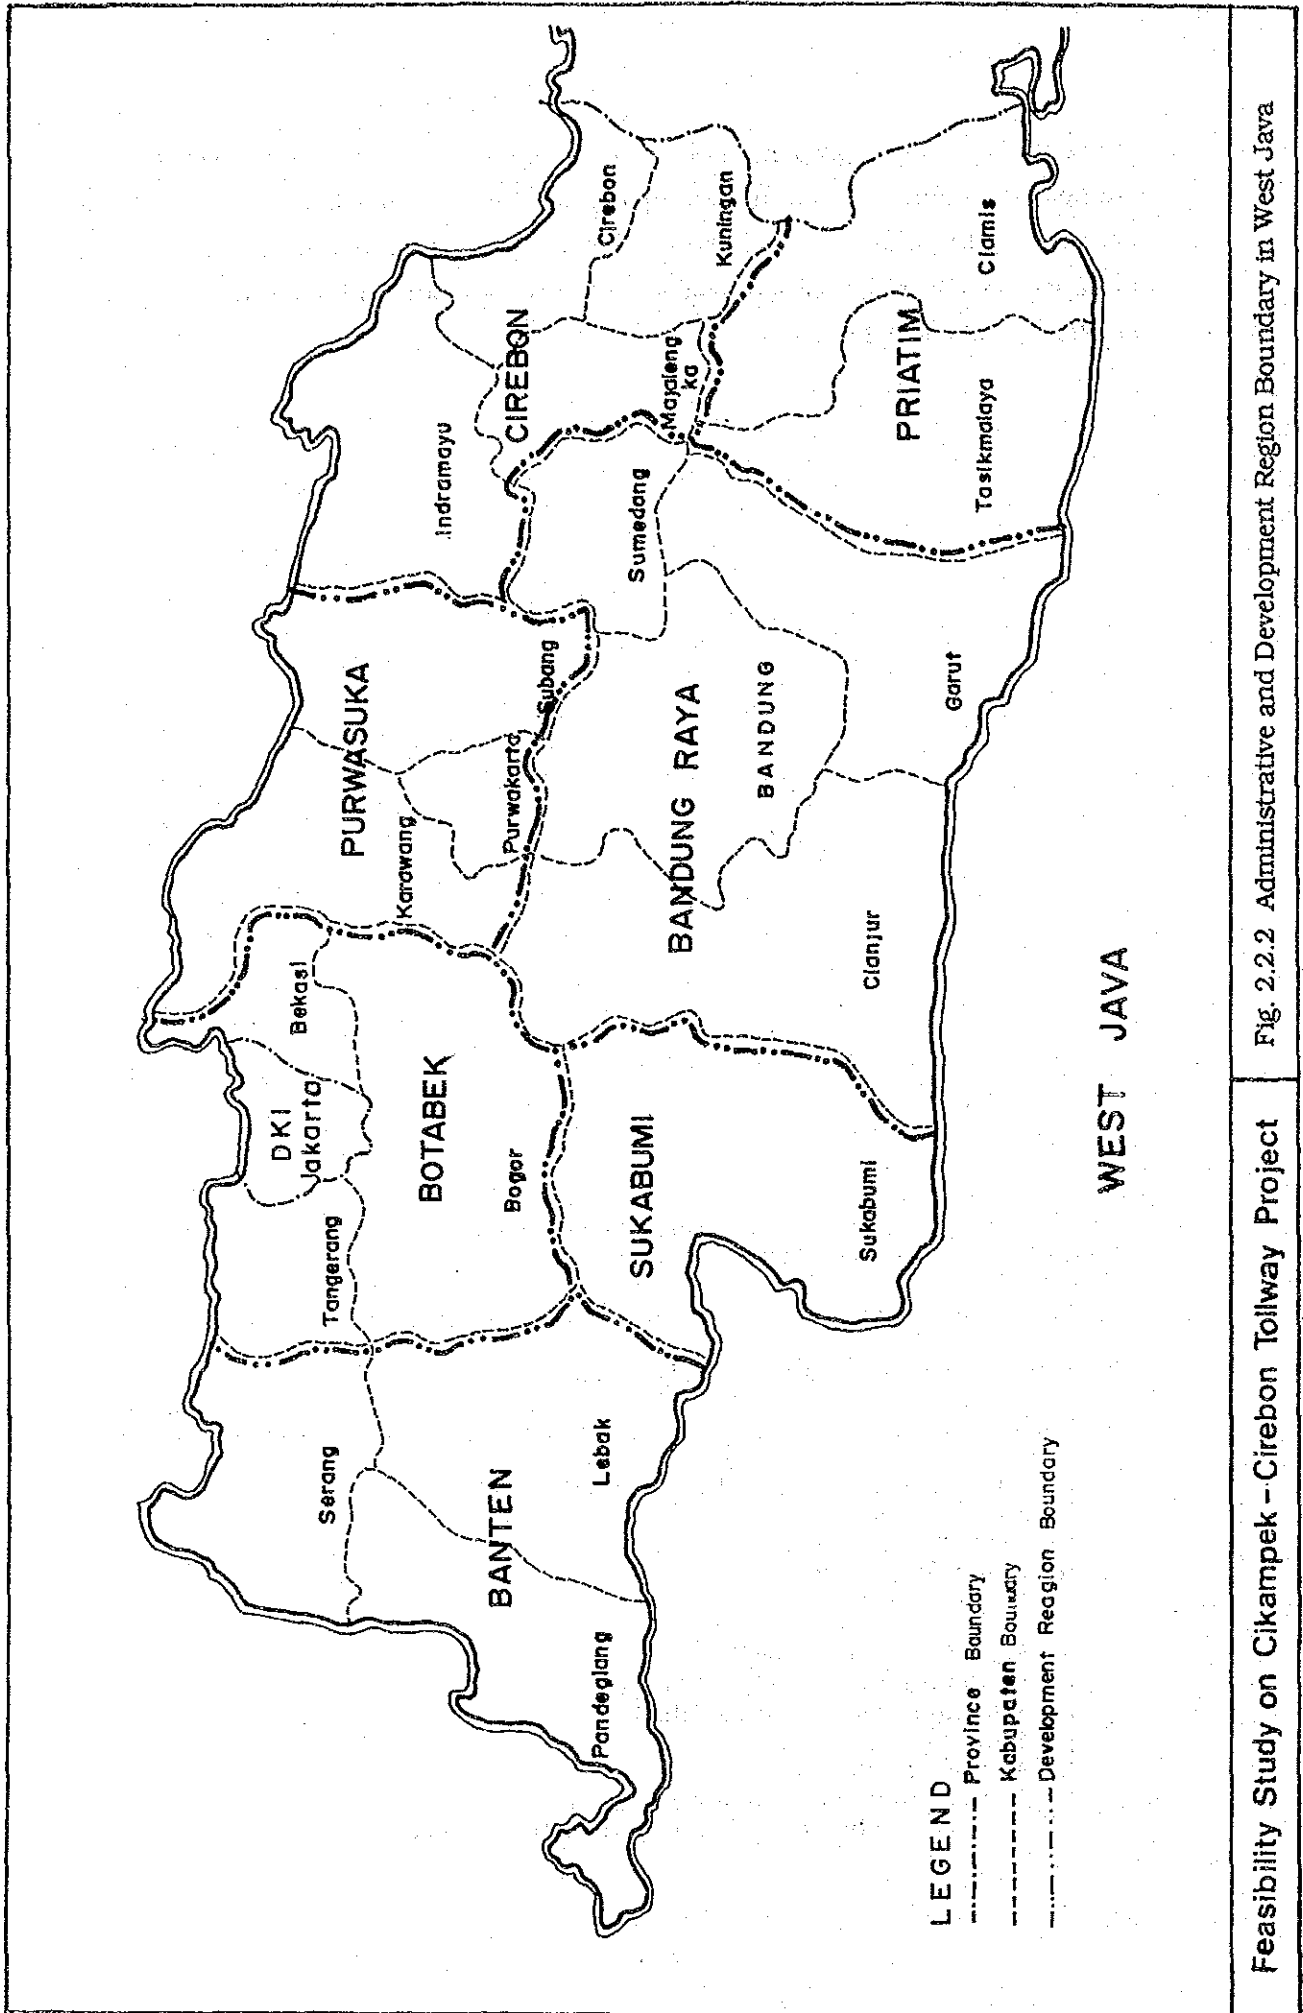 Serang
BANTEN
Pandeglang
Lebak
Tangerang
DKI
Jakarta
Bekasi
BOTABEK
Bogor
SUKABUMI
Sukabumi
PURWASUKA
Karawang
Purwakarta
Subang
BANDUNG RAYA
BANDUNG
Cianjur
Garut
Sumedang
Indramayu
CIREBON
Majaleng
ka
Cirebon
Kuningan
PRIATIM
Tasikmalaya
Ciamis
WEST JAVA
LEGEND
Province Boundary
Kabupaten Boundary
Development Reagion Boundary
Feasibility Study on Cikampek - Cirebon Tollway Project
Fig. 2.2.2 Administrative and Development Region Boundary in West Java